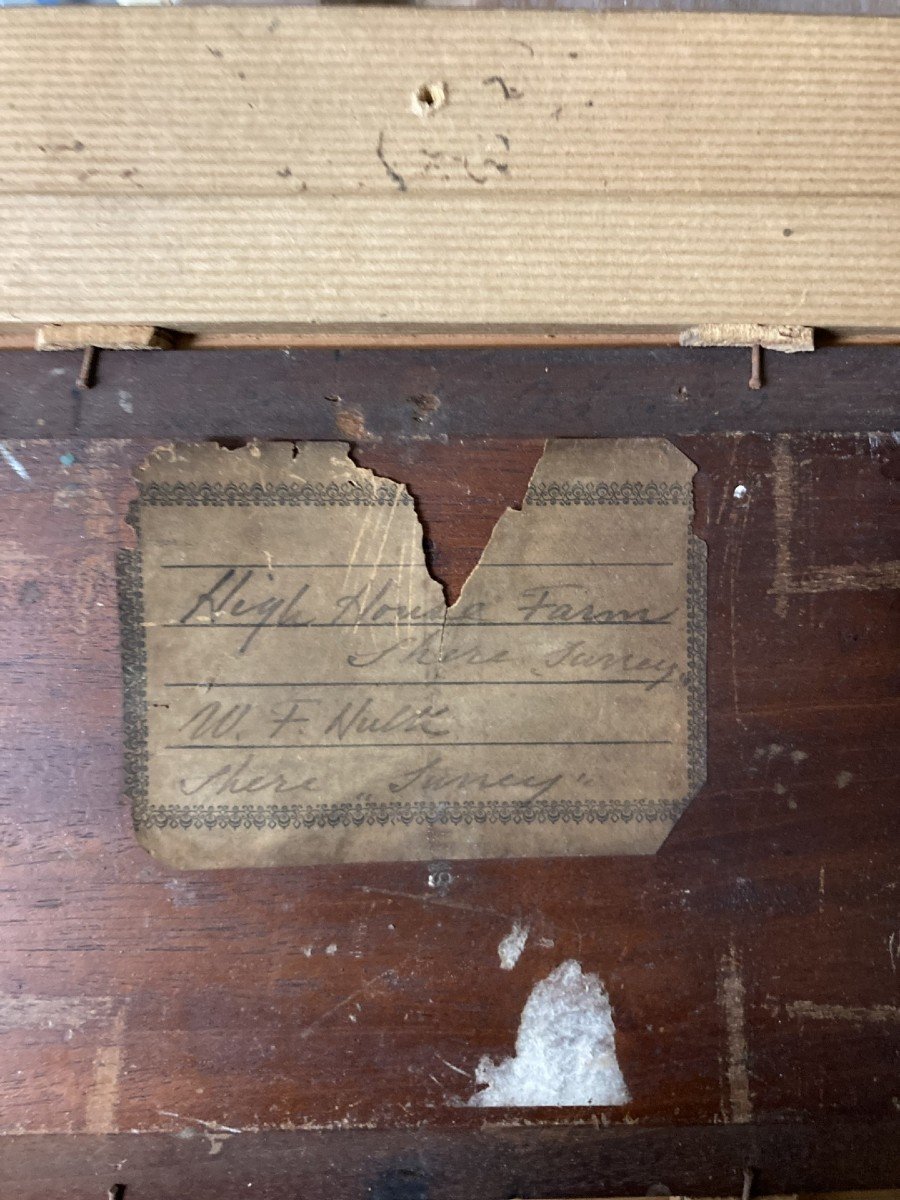 High House Farm
Shere Surrey
W. F. Hulk
Shere „Surrey"